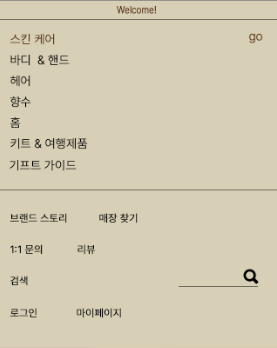 Welcome!
스킨 케어 go
바디 & 핸드
헤어
향수
홈
키트 & 여행제품
기프트 가이드
브랜드 스토리 매장 찾기
1:1 문의 리뷰
검색
로그인 마이페이지